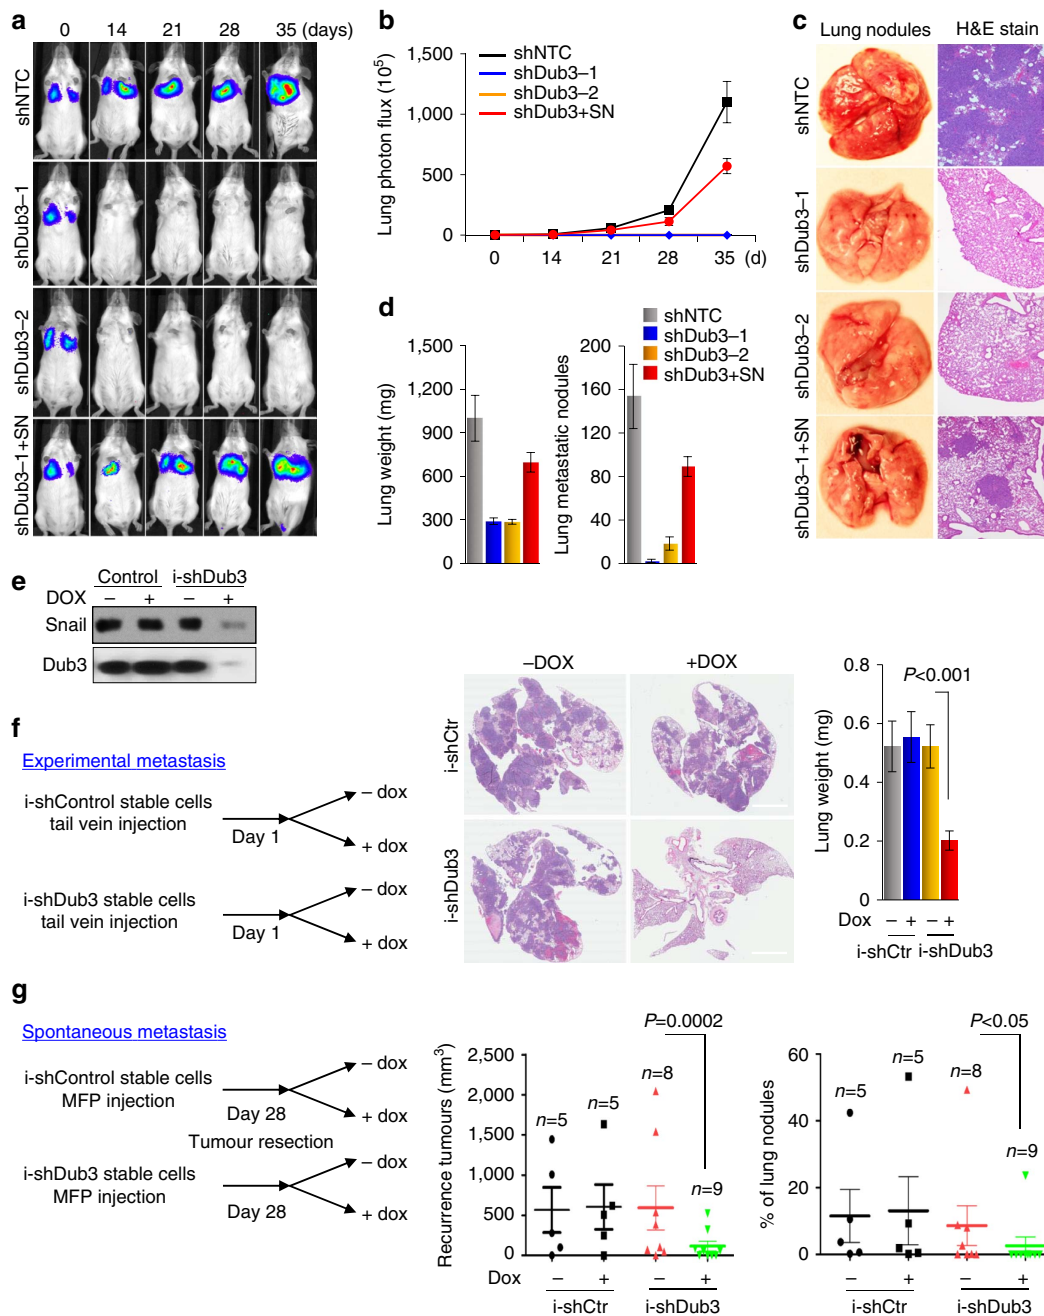 a
0 14 21 28 35 (days)
shNTC
shDub3–1
shDub3–2
shDub3–1+SN
b
Lung photon flux (10⁵)
1,500
1,000
500
0
shNTC
shDub3–1
shDub3–2
shDub3+SN
0 14 21 28 35 (d)
c
Lung nodules H&E stain
shNTC
shDub3–1
shDub3–2
shDub3–1+SN
d
Lung weight (mg)
1,500
1,200
900
600
300
0
Lung metastatic nodules
200
160
120
80
40
0
shNTC
shDub3–1
shDub3–2
shDub3+SN
e
Control i-shDub3
DOX – + – +
Snail
Dub3
f
Experimental metastasis
i-shControl stable cells
tail vein injection
Day 1
– dox
+ dox
i-shDub3 stable cells
tail vein injection
Day 1
– dox
+ dox
–DOX +DOX
i-shCtr
i-shDub3
Lung weight (mg)
0.8
0.6
0.4
0.2
0
P<0.001
Dox – + – +
i-shCtr i-shDub3
g
Spontaneous metastasis
i-shControl stable cells
MFP injection
Day 28
– dox
+ dox
Tumour resection
i-shDub3 stable cells
MFP injection
Day 28
– dox
+ dox
Recurrence tumours (mm³)
2,500
2,000
1,500
1,000
500
0
P=0.0002
n=5 n=5 n=8 n=9
Dox – + – +
i-shCtr i-shDub3
% of lung nodules
60
40
20
0
P<0.05
n=5 n=5 n=8 n=9
– + – +
i-shCtr i-shDub3